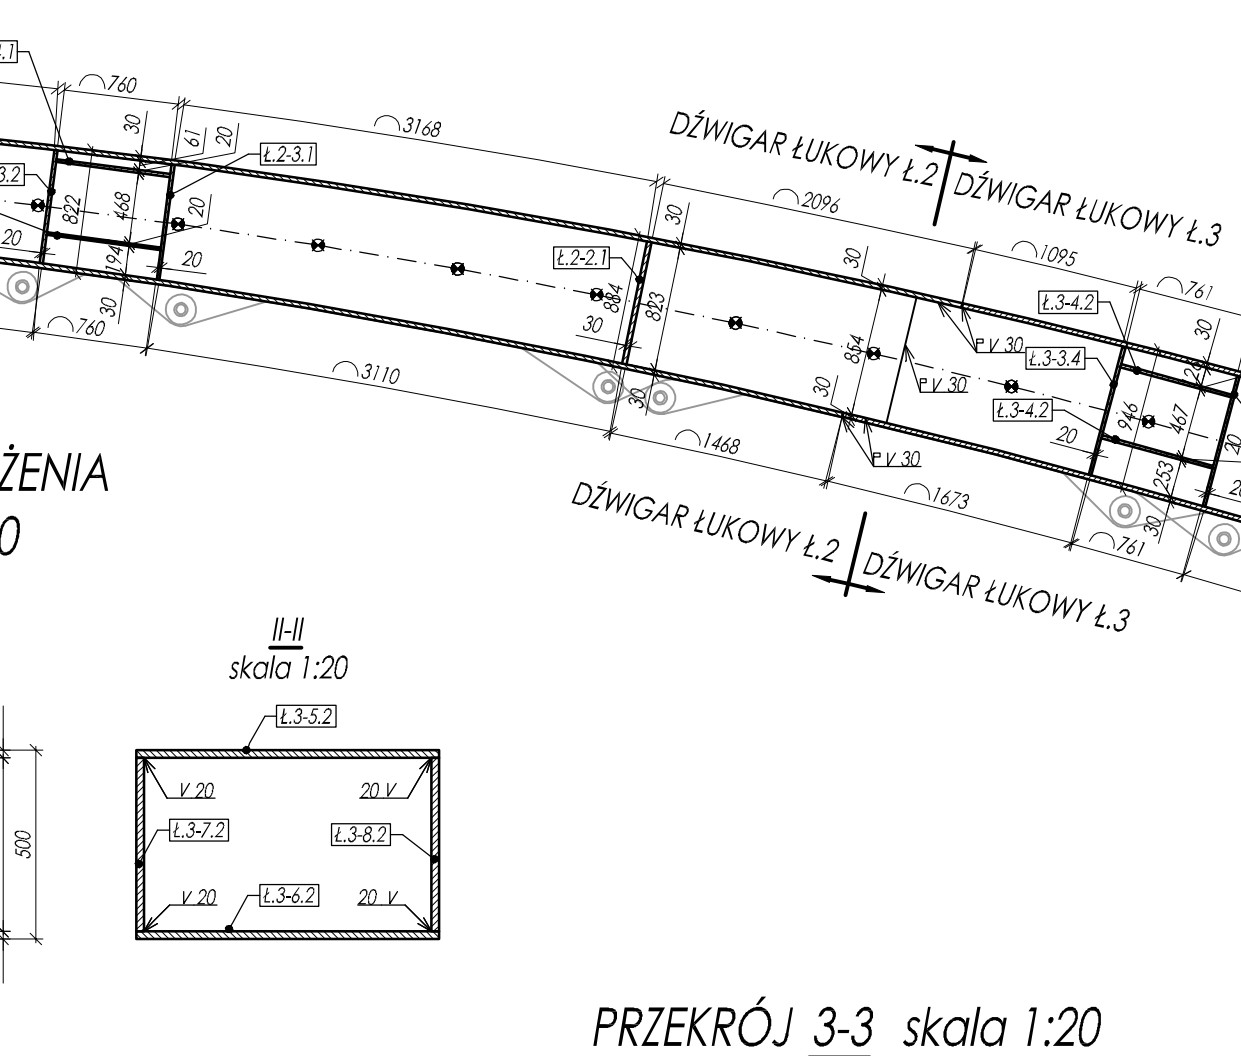 760
3168
30
61
20
Ł.2-3.1
DŹWIGAR ŁUKOWY Ł.2
DŹWIGAR ŁUKOWY Ł.3
3.2
822
468
20
20
194
20
30
760
3110
2096
30
Ł.2-2.1
884
823
30
30
30
854
30
1095
761
Ł.3-4.2
30
V 30
Ł.3-3.4
V 30
Ł.3-4.2
946
467
20
20
253
30
V 30
1468
1673
761
ŻENIA
0
DŹWIGAR ŁUKOWY Ł.2
DŹWIGAR ŁUKOWY Ł.3
II-II
skala 1:20
Ł.3-5.2
V 20
20 V
Ł.3-7.2
Ł.3-8.2
500
V 20
Ł.3-6.2
20 V
PRZEKRÓJ 3-3 skala 1:20